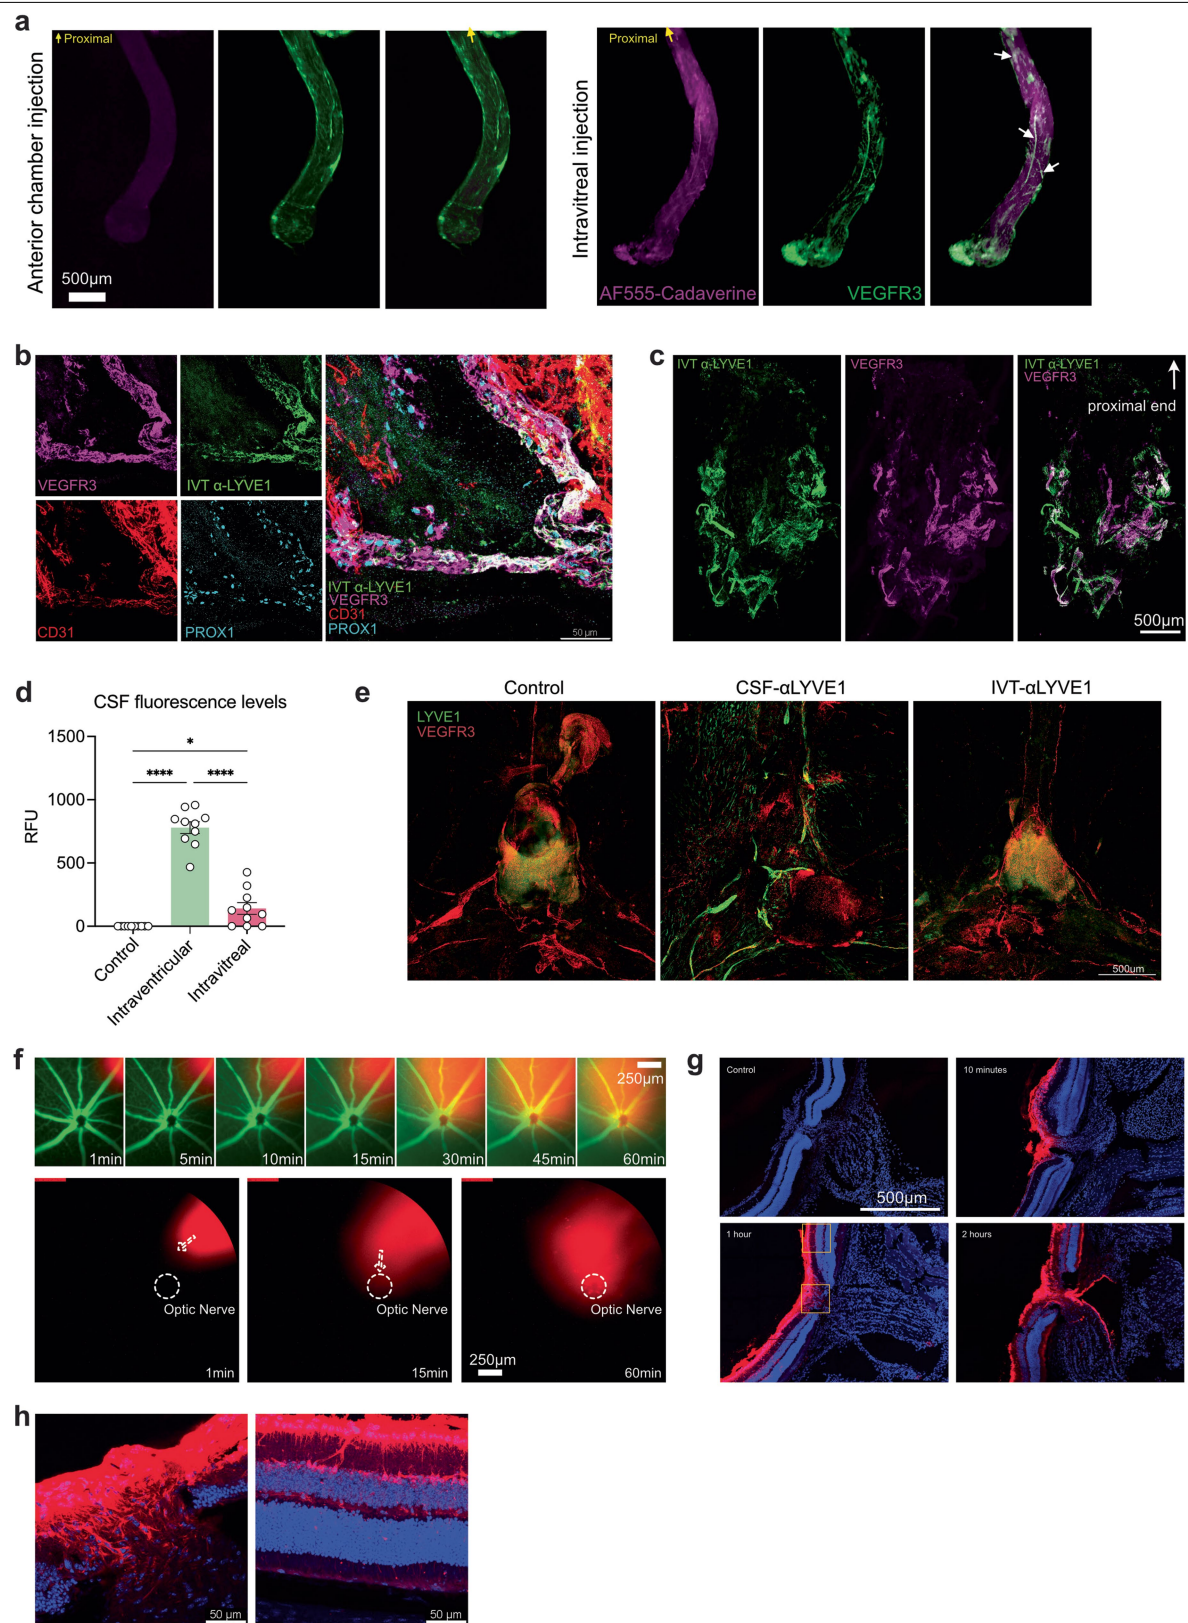 a
Anterior chamber injection
Proximal
500µm
Intravitreal injection
Proximal
AF555-Cadaverine
VEGFR3
b
VEGFR3
IVT α-LYVE1
CD31
PROX1
IVT α-LYVE1
VEGFR3
CD31
PROX1
50 µm
c
IVT α-LYVE1
VEGFR3
IVT α-LYVE1
VEGFR3
proximal end
500µm
d
CSF fluorescence levels
RFU
1500
1000
500
0
*
**** ****
Control
Intraventricular
Intravitreal
e
Control
CSF-αLYVE1
IVT-αLYVE1
LYVE1
VEGFR3
500µm
f
250µm
1min
5min
10min
15min
30min
45min
60min
Optic Nerve
1min
Optic Nerve
15min
Optic Nerve
250µm
60min
g
Control
500µm
10 minutes
1 hour
2 hours
h
50 µm
50 µm